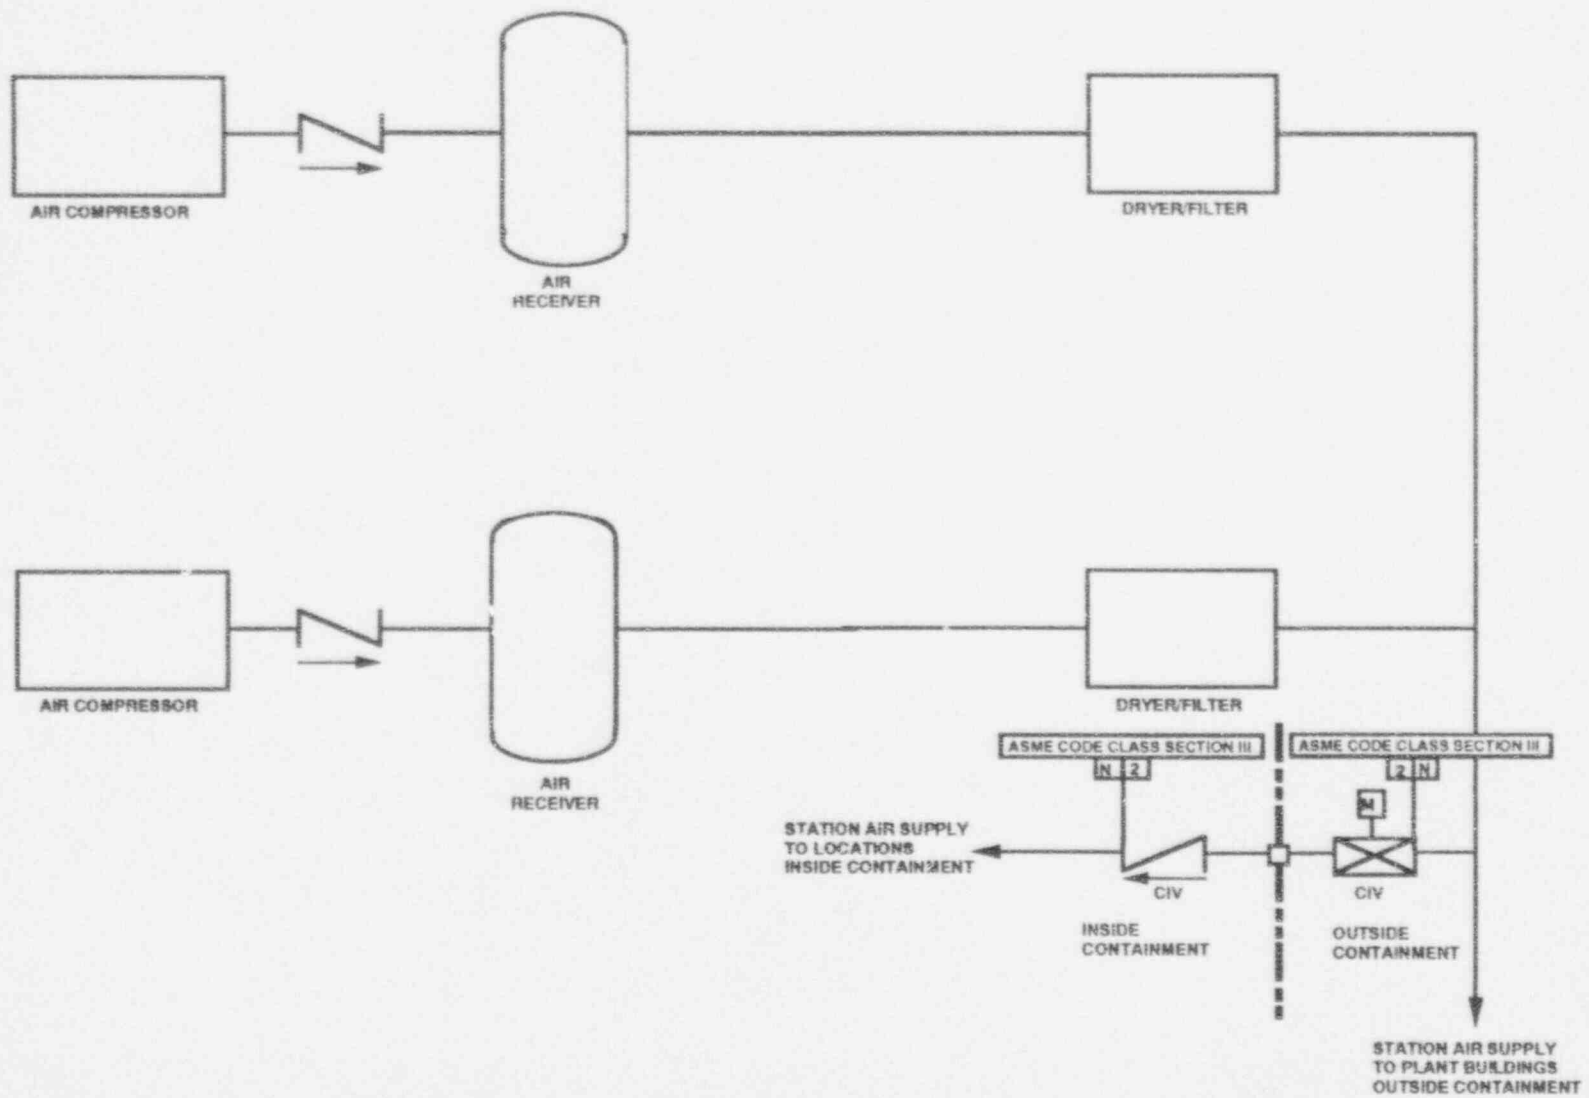 AIR COMPRESSOR
AIR
RECEIVER
DRYER/FILTER
AIR COMPRESSOR
AIR
RECEIVER
DRYER/FILTER
ASME CODE CLASS SECTION III
N 2
ASME CODE CLASS SECTION III
2 N
M
STATION AIR SUPPLY
TO LOCATIONS
INSIDE CONTAINMENT
CIV
CIV
INSIDE
CONTAINMENT
OUTSIDE
CONTAINMENT
STATION AIR SUPPLY
TO PLANT BUILDINGS
OUTSIDE CONTAINMENT